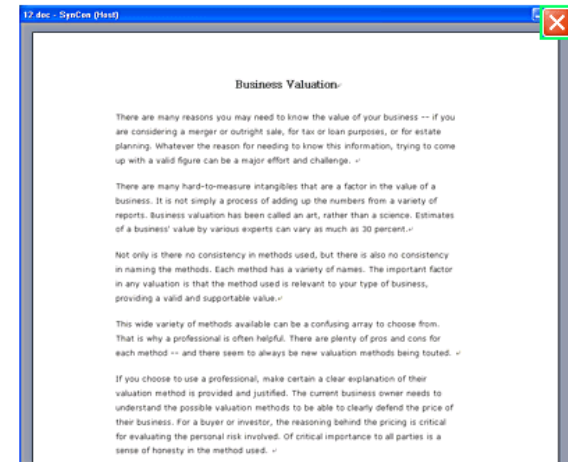 12.doc - SynCon (Host)
Business Valuation
There are many reasons you may need to know the value of your business -- if you
are considering a merger or outright sale, for tax or loan purposes, or for estate
planning. Whatever the reason for needing to know this information, trying to come
up with a valid figure can be a major effort and challenge.
There are many hard-to-measure intangibles that are a factor in the value of a
business. It is not simply a process of adding up the numbers from a variety of
reports. Business valuation has been called an art, rather than a science. Estimates
of a business' value by various experts can vary as much as 30 percent.
Not only is there no consistency in methods used, but there is also no consistency
in naming the methods. Each method has a variety of names. The important factor
in any valuation is that the method used is relevant to your type of business,
providing a valid and supportable value.
This wide variety of methods available can be a confusing array to choose from.
That is why a professional is often helpful. There are plenty of pros and cons for
each method -- and there seem to always be new valuation methods being touted.
If you choose to use a professional, make certain a clear explanation of their
valuation method is provided and justified. The current business owner needs to
understand the possible valuation methods to be able to clearly defend the price of
their business. For a buyer or investor, the reasoning behind the pricing is critical
for evaluating the personal risk involved. Of critical importance to all parties is a
sense of honesty in the method used.